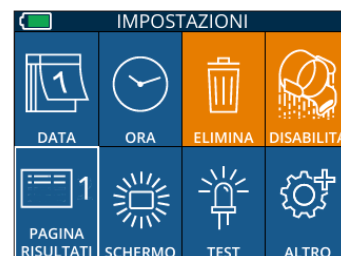 IMPOSTAZIONI
1
DATA
ORA
ELIMINA
DISABILITA
1
PAGINA
RISULTATI
SCHERMO
TEST
ALTRO